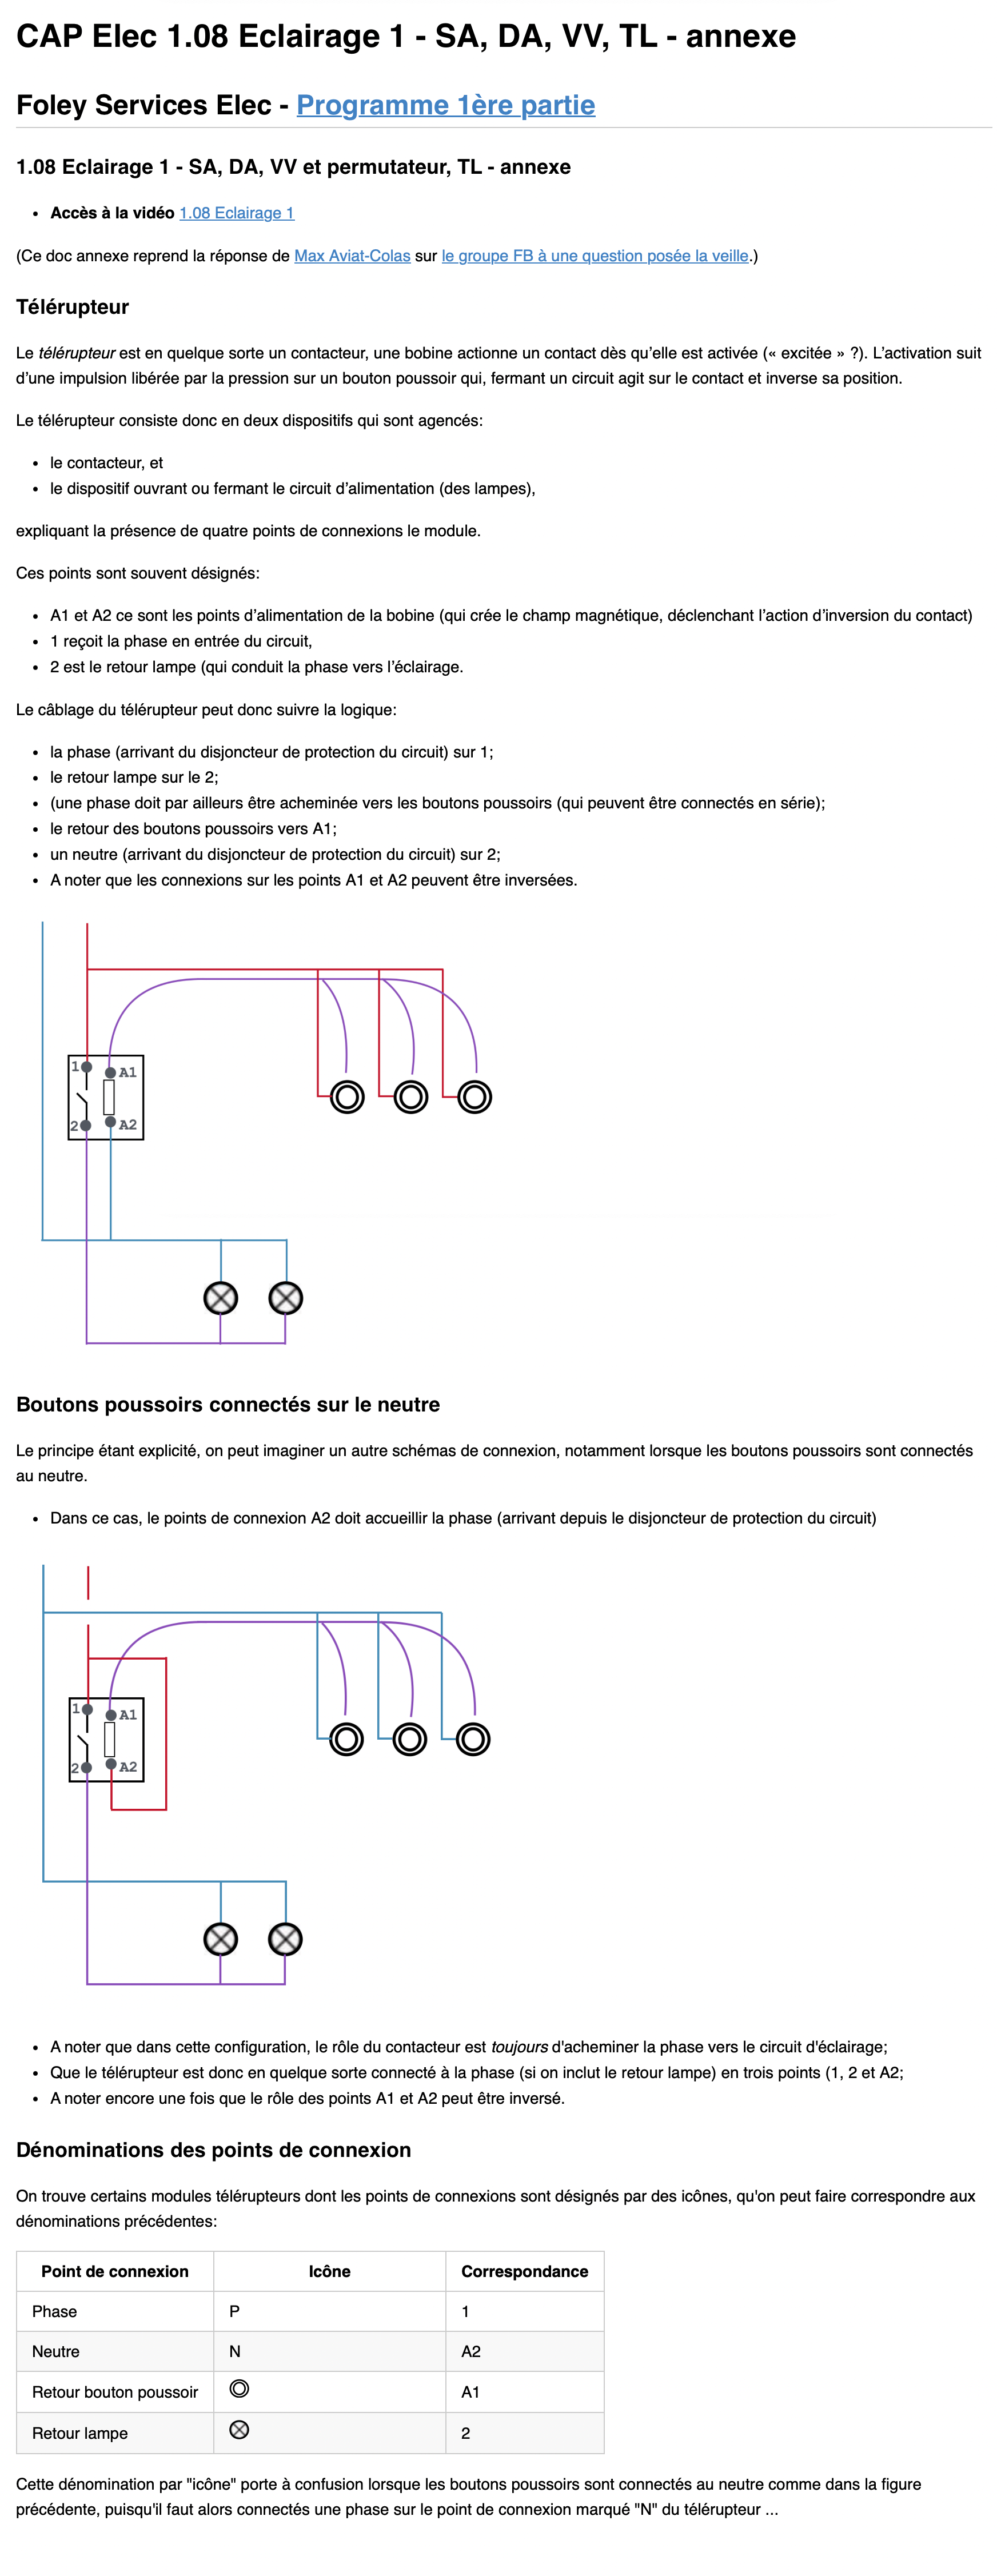 CAP Elec 1.08 Eclairage 1 - SA, DA, VV, TL - annexe
Foley Services Elec - Programme 1ère partie
1.08 Eclairage 1 - SA, DA, VV et permutateur, TL - annexe
• Accès à la vidéo 1.08 Eclairage 1
(Ce doc annexe reprend la réponse de Max Aviat-Colas sur le groupe FB à une question posée la veille.)
Télérupteur
Le télérupteur est en quelque sorte un contacteur, une bobine actionne un contact dès qu’elle est activée (« excitée » ?). L’activation suit
d’une impulsion libérée par la pression sur un bouton poussoir qui, fermant un circuit agit sur le contact et inverse sa position.
Le télérupteur consiste donc en deux dispositifs qui sont agencés:
• le contacteur, et
• le dispositif ouvrant ou fermant le circuit d’alimentation (des lampes),
expliquant la présence de quatre points de connexions le module.
Ces points sont souvent désignés:
• A1 et A2 ce sont les points d’alimentation de la bobine (qui crée le champ magnétique, déclenchant l’action d’inversion du contact)
• 1 reçoit la phase en entrée du circuit,
• 2 est le retour lampe (qui conduit la phase vers l’éclairage.
Le câblage du télérupteur peut donc suivre la logique:
• la phase (arrivant du disjoncteur de protection du circuit) sur 1;
• le retour lampe sur le 2;
• (une phase doit par ailleurs être acheminée vers les boutons poussoirs (qui peuvent être connectés en série);
• le retour des boutons poussoirs vers A1;
• un neutre (arrivant du disjoncteur de protection du circuit) sur 2;
• A noter que les connexions sur les points A1 et A2 peuvent être inversées.
1
A1
2
A2
Boutons poussoirs connectés sur le neutre
Le principe étant explicité, on peut imaginer un autre schémas de connexion, notamment lorsque les boutons poussoirs sont connectés
au neutre.
• Dans ce cas, le points de connexion A2 doit accueillir la phase (arrivant depuis le disjoncteur de protection du circuit)
1
A1
2
A2
• A noter que dans cette configuration, le rôle du contacteur est toujours d'acheminer la phase vers le circuit d'éclairage;
• Que le télérupteur est donc en quelque sorte connecté à la phase (si on inclut le retour lampe) en trois points (1, 2 et A2;
• A noter encore une fois que le rôle des points A1 et A2 peut être inversé.
Dénominations des points de connexion
On trouve certains modules télérupteurs dont les points de connexions sont désignés par des icônes, qu'on peut faire correspondre aux
dénominations précédentes:
Point de connexion Icône Correspondance
Phase P 1
Neutre N A2
Retour bouton poussoir A1
Retour lampe 2
Cette dénomination par "icône" porte à confusion lorsque les boutons poussoirs sont connectés au neutre comme dans la figure
précédente, puisqu'il faut alors connectés une phase sur le point de connexion marqué "N" du télérupteur ...